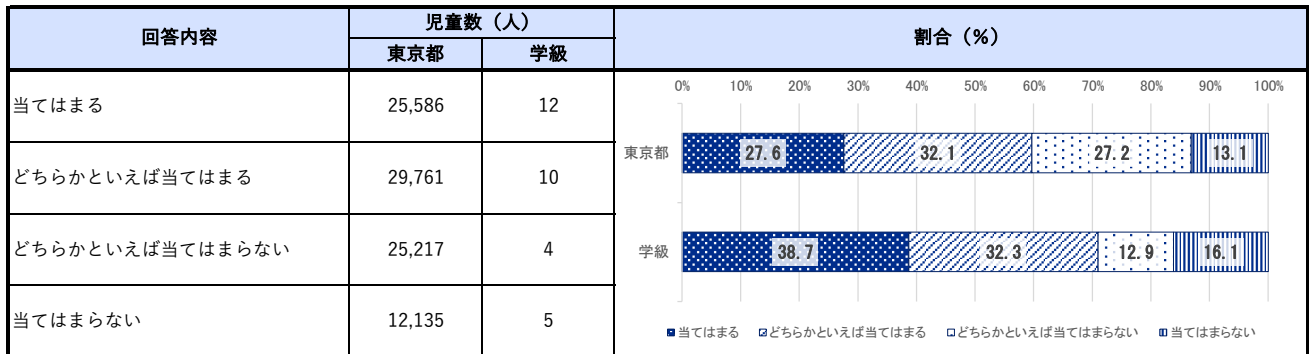 回答内容 児童数（人） 割合（%）
東京都 学級
当てはまる 25,586 12
どちらかといえば当てはまる 29,761 10
どちらかといえば当てはまらない 25,217 4
当てはまらない 12,135 5
0% 10% 20% 30% 40% 50% 60% 70% 80% 90% 100%
東京都 27.6 32.1 27.2 13.1
学級 38.7 32.3 12.9 16.1
当てはまる どちらかといえば当てはまる どちらかといえば当てはまらない 当てはまらない